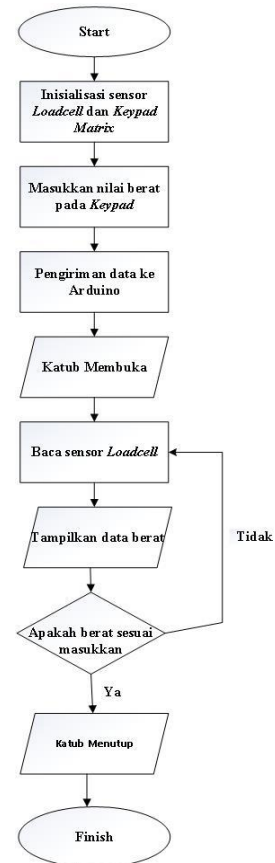 Start
Inisialisasi sensor
Loadcell dan Keypad
Matrix
Masukkan nilai berat
pada Keypad
Pengiriman data ke
Arduino
Katub Membuka
Baca sensor Loadcell
Tampilkan data berat
Tidak
Apakah berat sesuai
masukkan
Ya
Katub Menutup
Finish